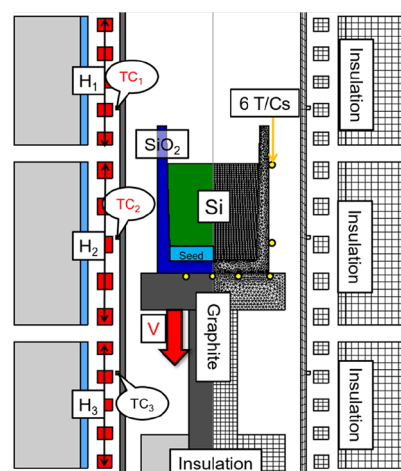 H1
TC1
Insulation
6 T/Cs
SiO2
Si
TC2
Insulation
H2
Seed
V
Graphite
H3
TC3
Insulation
Insulation